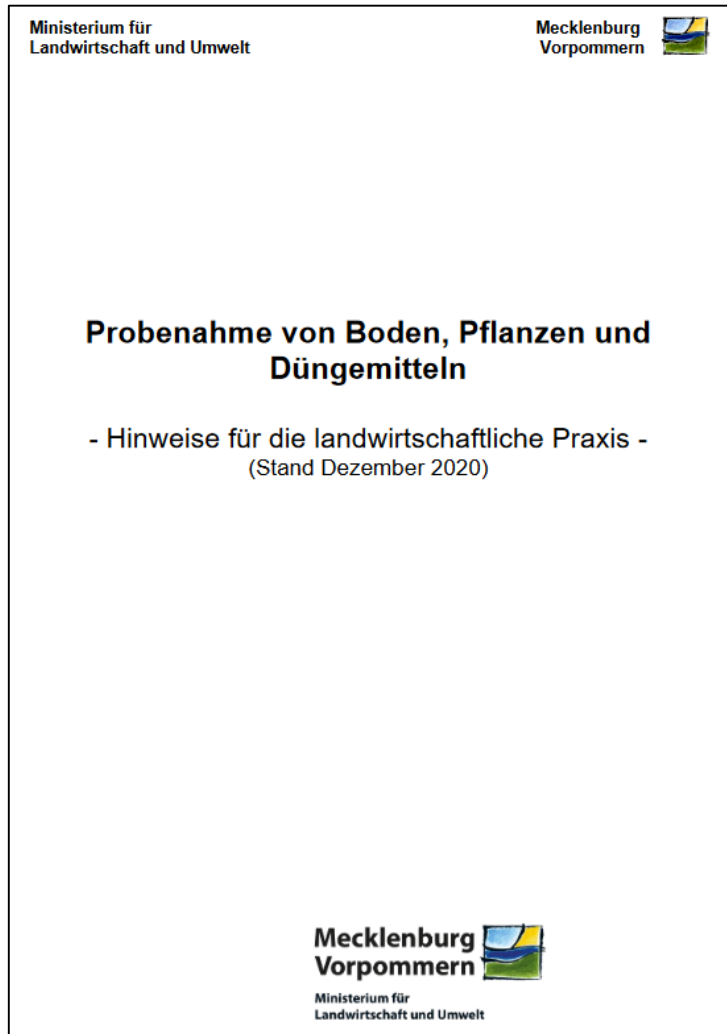 Ministerium für
Landwirtschaft und Umwelt
Mecklenburg
Vorpommern
Probenahme von Boden, Pflanzen und
Düngemitteln
- Hinweise für die landwirtschaftliche Praxis -
(Stand Dezember 2020)
Mecklenburg
Vorpommern
Ministerium für
Landwirtschaft und Umwelt